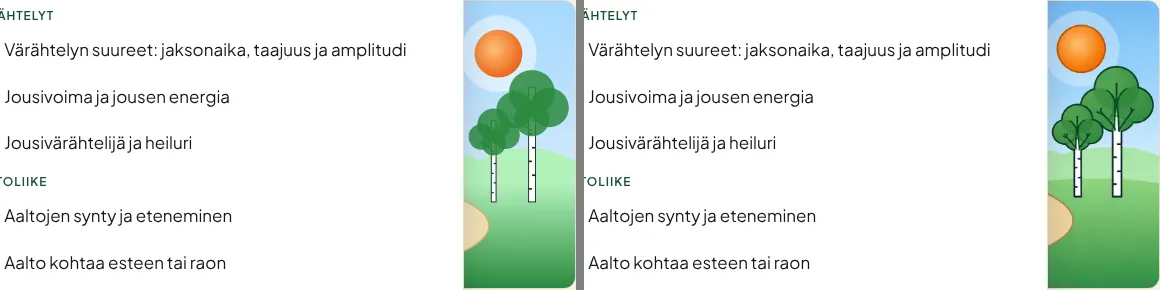 ÄHTELYT
Värähtelyn suureet: jaksonaika, taajuus ja amplitudi
Jousivoima ja jousen energia
Jousivärähtelijä ja heiluri
TOLIIKE
Aaltojen synty ja eteneminen
Aalto kohtaa esteen tai raon
ÄHTELYT
Värähtelyn suureet: jaksonaika, taajuus ja amplitudi
Jousivoima ja jousen energia
Jousivärähtelijä ja heiluri
TOLIIKE
Aaltojen synty ja eteneminen
Aalto kohtaa esteen tai raon